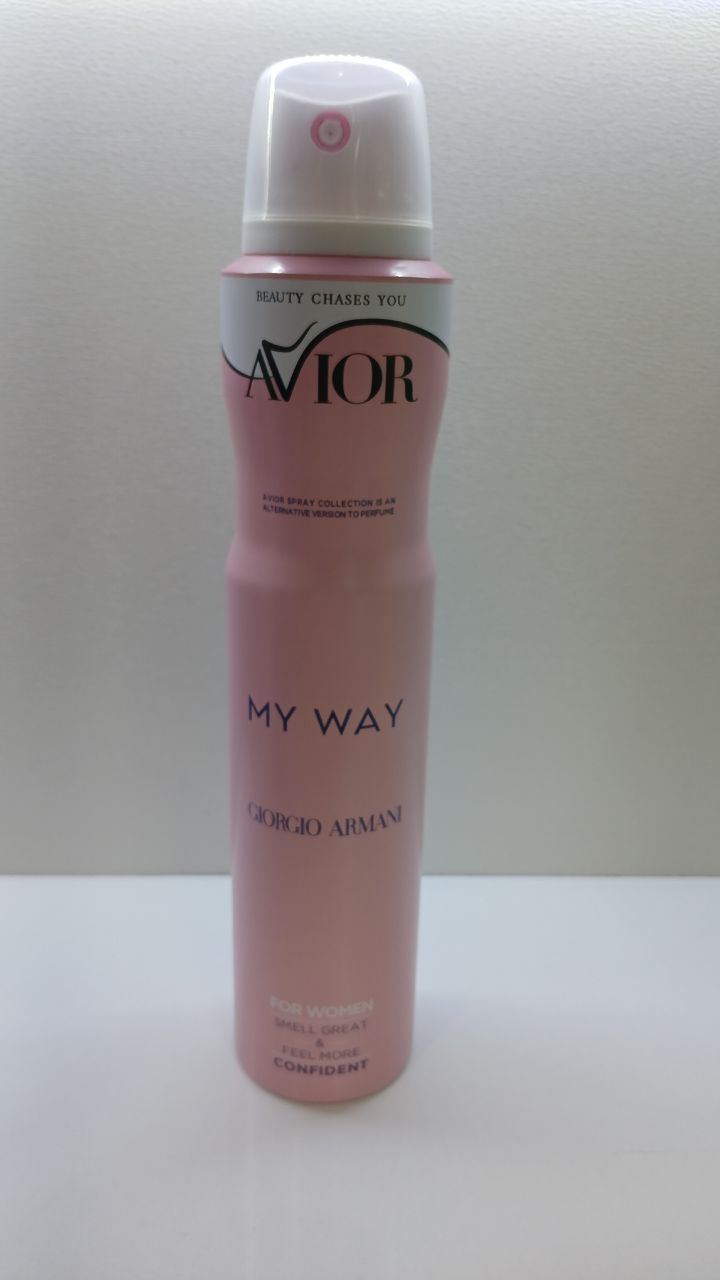 BEAUTY CHASES YOU
AVIOR
AVIOR SPRAY COLLECTION IS AN
ALTERNATIVE VERSION TO PERFUME
MY WAY
GIORGIO ARMANI
FOR WOMEN
SMELL GREAT
&
FEEL MORE
CONFIDENT